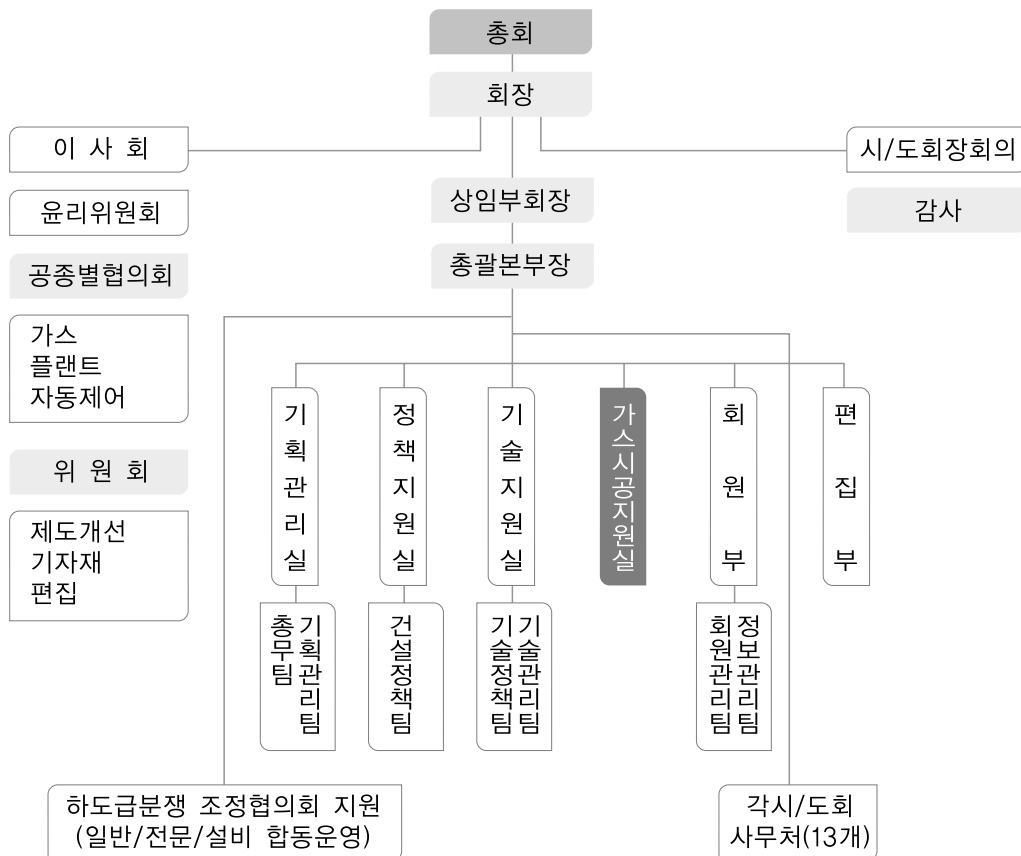 총회
회장
이 사 회
시/도회장회의
윤리위원회
상임부회장
감사
공종별협의회
총괄본부장
가스
플랜트
자동제어
위 원 회
제도개선
기자재
편집
기획관리실
정책지원실
기술지원실
가스시공지원실
회원부
편집부
총무팀
기획관리팀
건설정책팀
기술정책팀
기술관리팀
회원관리팀
정보관리팀
하도급분쟁 조정협의회 지원
(일반/전문/설비 합동운영)
각시/도회
사무처(13개)